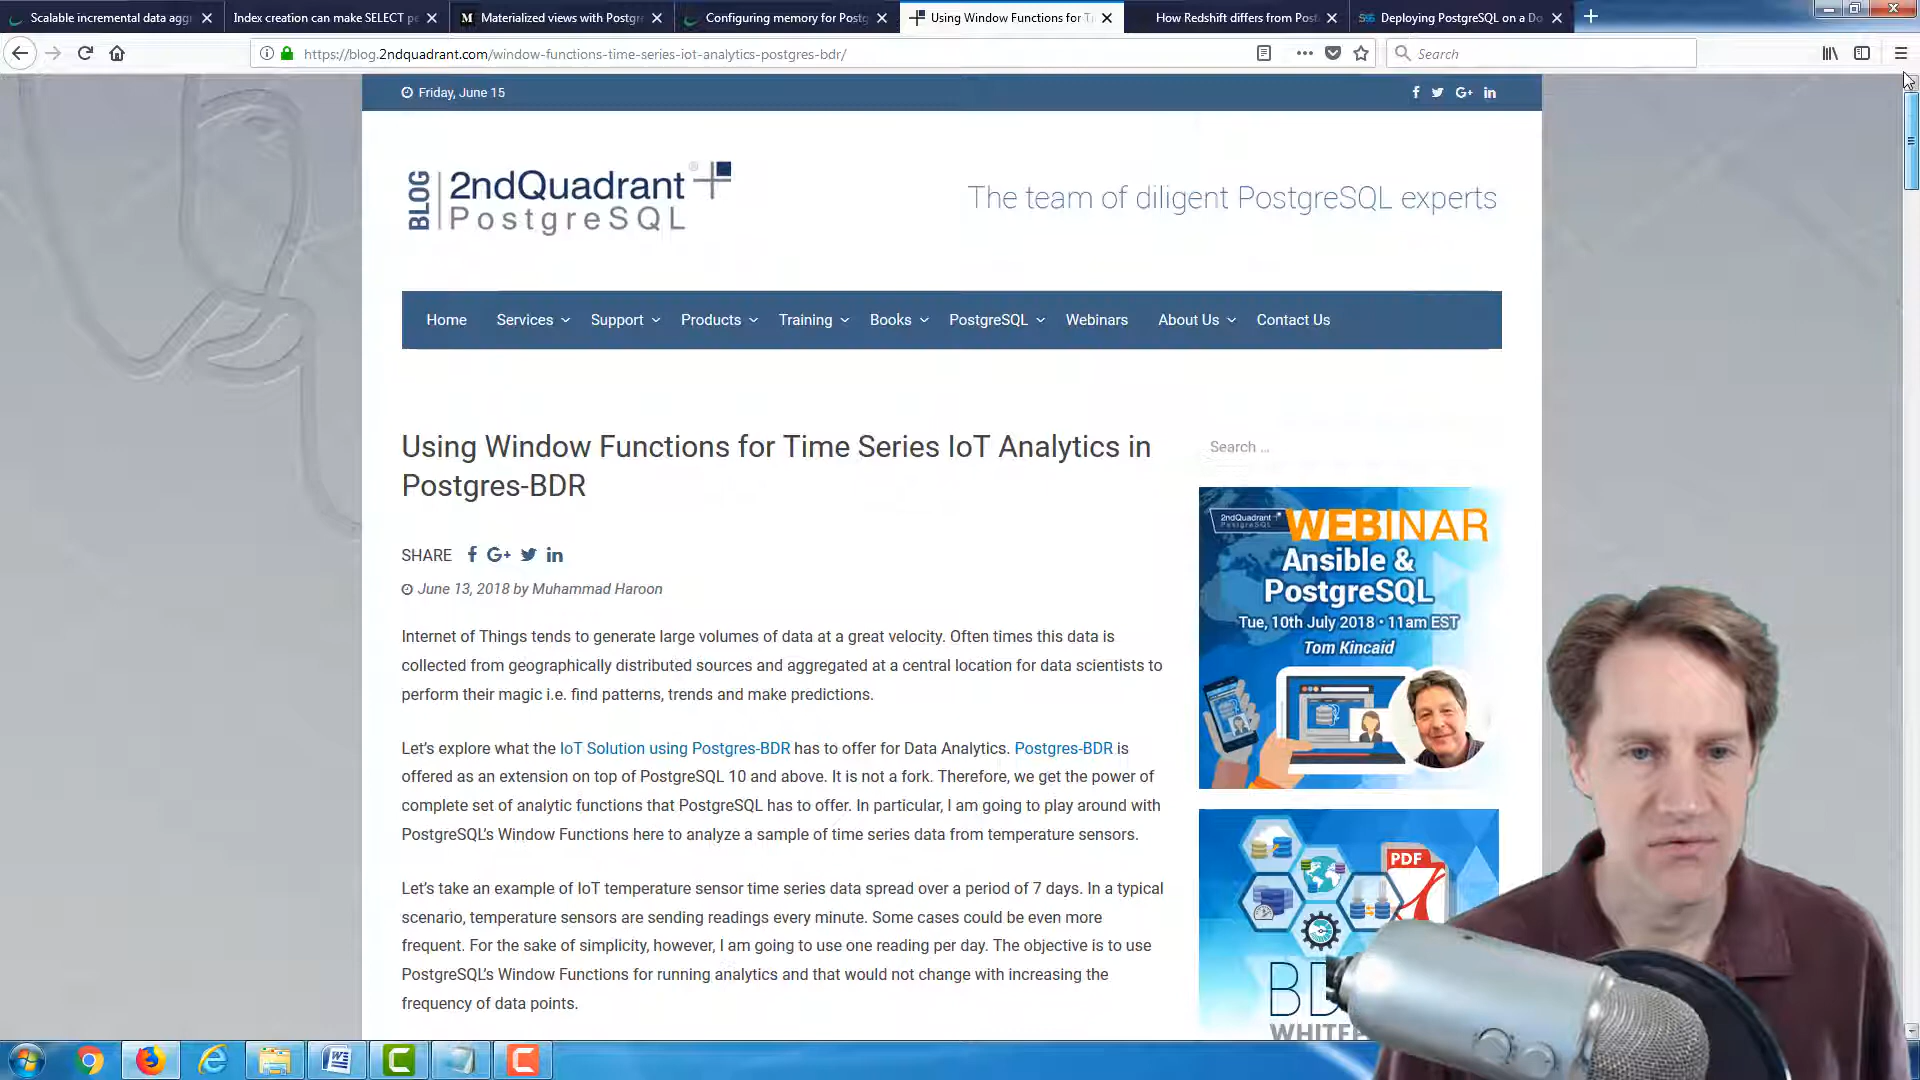 Scalable incremental data aggr
Index creation can make SELECT pe
Materialized views with Postgre
Configuring memory for Postg
Using Window Functions for T
How Redshift differs from Post
Deploying PostgreSQL on a Do
https://blog.2ndquadrant.com/window-functions-time-series-iot-analytics-postgres-bdr/
Search
Friday, June 15
BLOG
2ndQuadrant
PostgreSQL
The team of diligent PostgreSQL experts
Home
Services
Support
Products
Training
Books
PostgreSQL
Webinars
About Us
Contact Us
Using Window Functions for Time Series IoT Analytics in
Postgres-BDR
Search …
SHARE
June 13, 2018 by Muhammad Haroon
Internet of Things tends to generate large volumes of data at a great velocity. Often times this data is
collected from geographically distributed sources and aggregated at a central location for data scientists to
perform their magic i.e. find patterns, trends and make predictions.
Let's explore what the IoT Solution using Postgres-BDR has to offer for Data Analytics. Postgres-BDR is
offered as an extension on top of PostgreSQL 10 and above. It is not a fork. Therefore, we get the power of
complete set of analytic functions that PostgreSQL has to offer. In particular, I am going to play around with
PostgreSQL's Window Functions here to analyze a sample of time series data from temperature sensors.
Let's take an example of IoT temperature sensor time series data spread over a period of 7 days. In a typical
scenario, temperature sensors are sending readings every minute. Some cases could be even more
frequent. For the sake of simplicity, however, I am going to use one reading per day. The objective is to use
PostgreSQL's Window Functions for running analytics and that would not change with increasing the
frequency of data points.
2ndQuadrant
PostgreSQL
WEBINAR
Ansible &
PostgreSQL
Tue, 10th July 2018 • 11am EST
Tom Kincaid
PDF